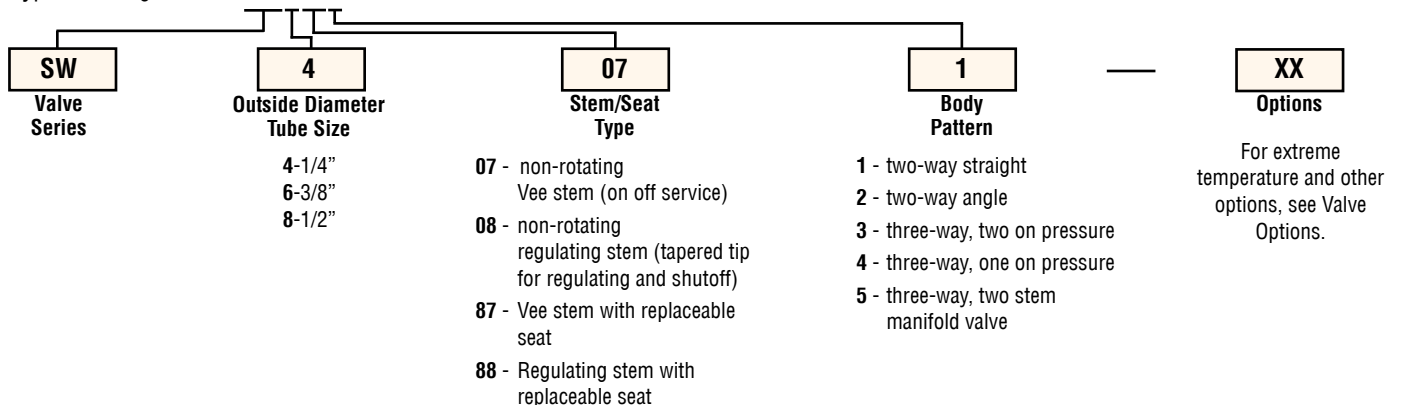 SW
4
07
1
XX
Valve
Series
Outside Diameter
Tube Size
4-1/4”
6-3/8”
8-1/2”
Stem/Seat
Type
07 - non-rotating
Vee stem (on off service)
08 - non-rotating
regulating stem (tapered tip
for regulating and shutoff)
87 - Vee stem with replaceable
seat
88 - Regulating stem with
replaceable seat
Body
Pattern
1 - two-way straight
2 - two-way angle
3 - three-way, two on pressure
4 - three-way, one on pressure
5 - three-way, two stem
manifold valve
Options
For extreme
temperature and other
options, see Valve
Options.